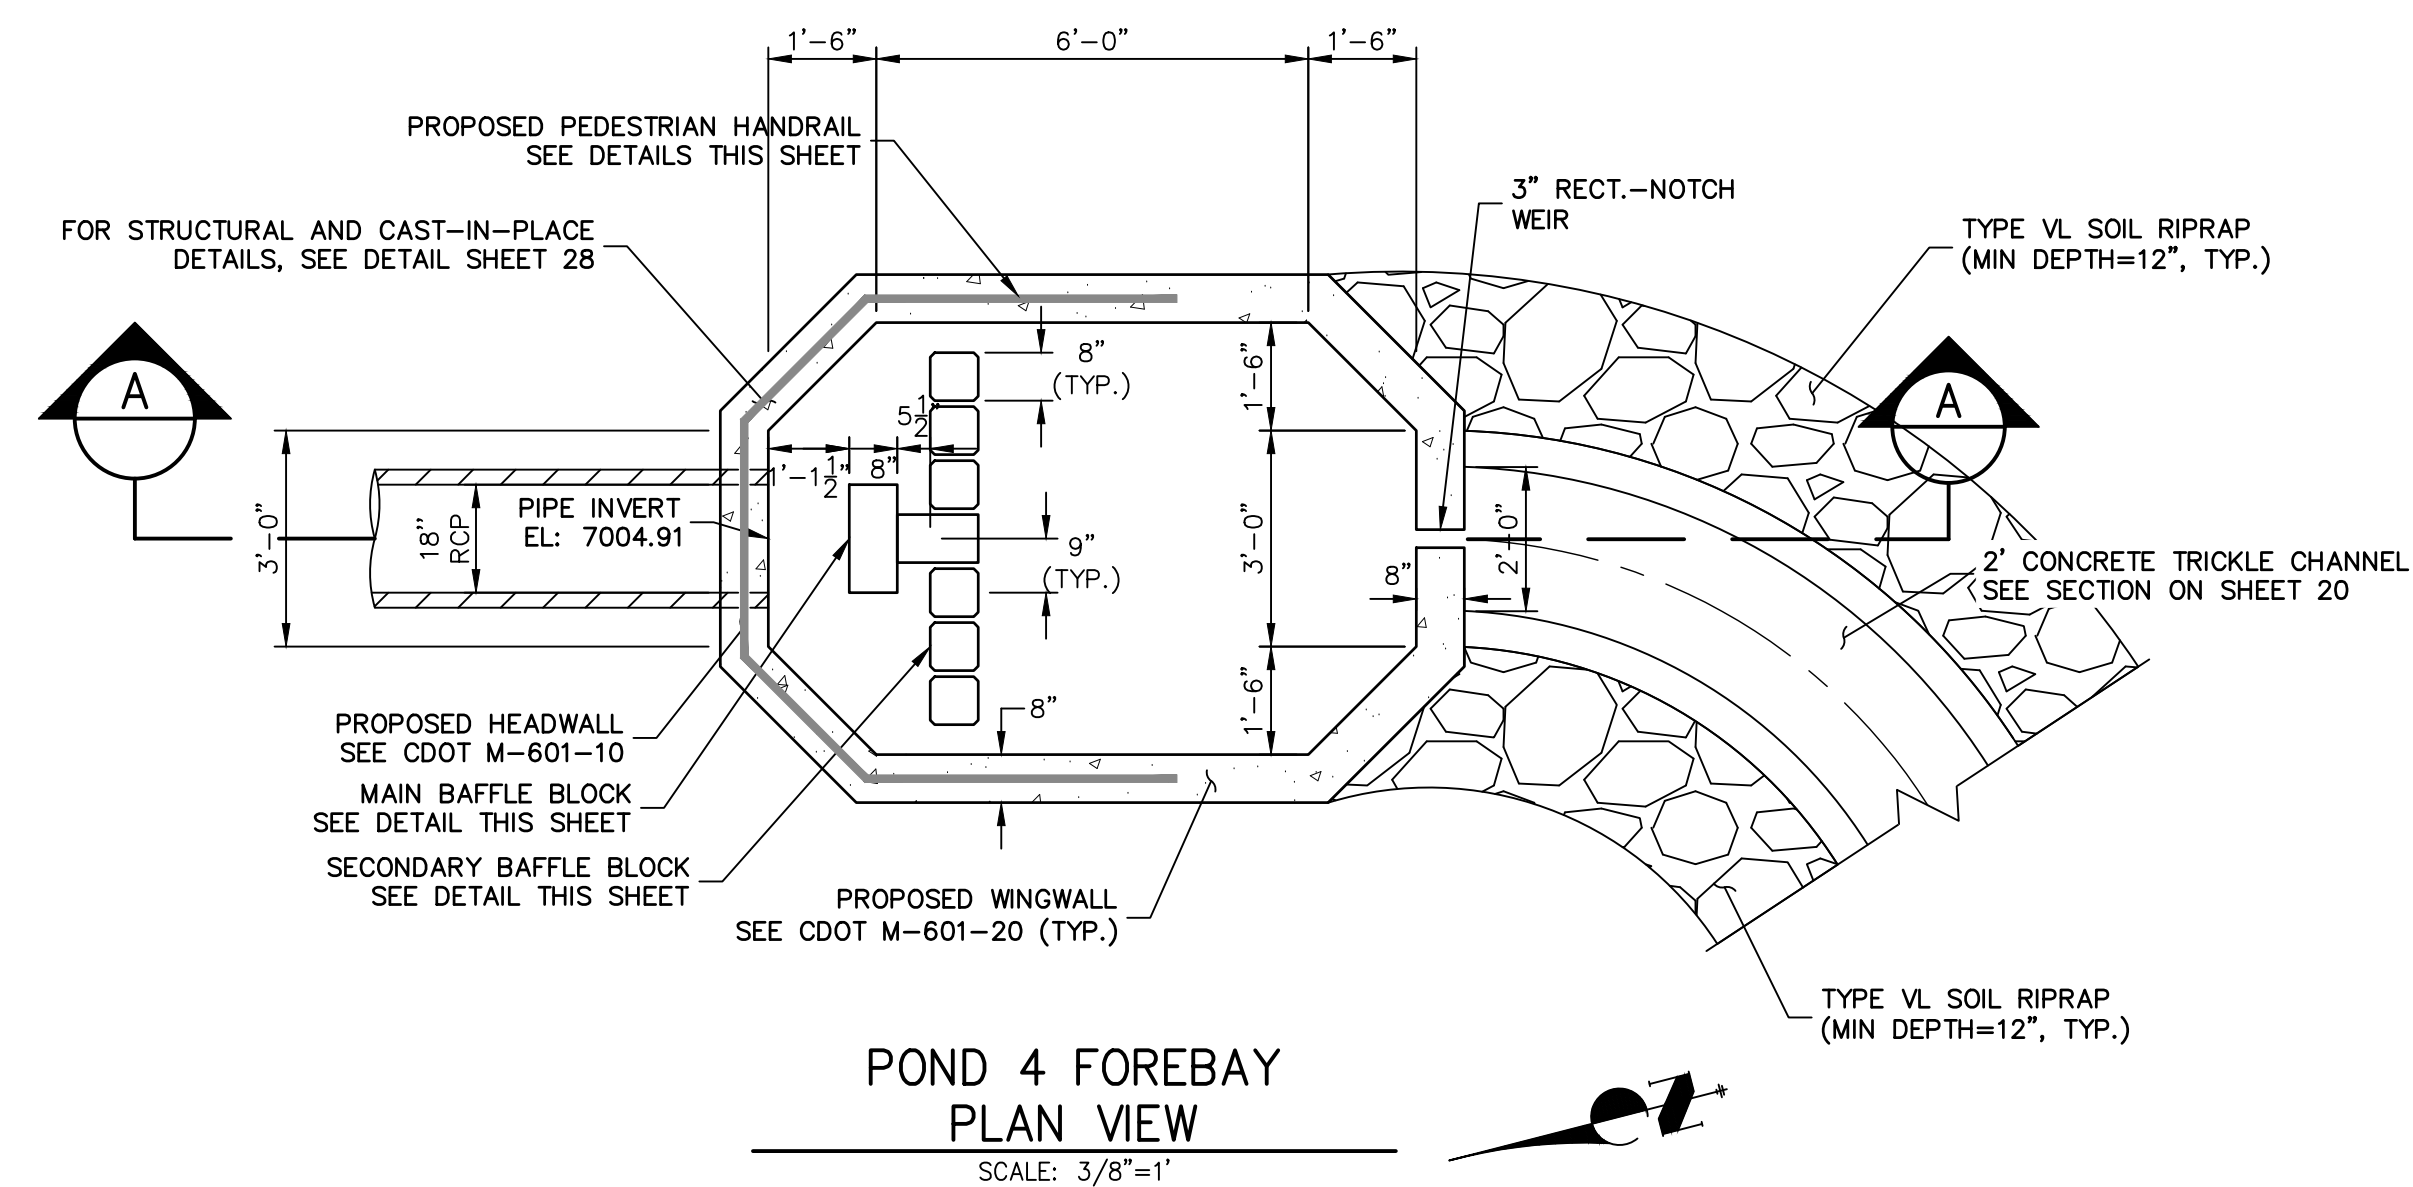 1'-6"
6'-0"
1'-6"
PROPOSED PEDESTRIAN HANDRAIL
SEE DETAILS THIS SHEET
3" RECT.-NOTCH
WEIR
FOR STRUCTURAL AND CAST-IN-PLACE
DETAILS, SEE DETAIL SHEET 28
TYPE VL SOIL RIPRAP
(MIN DEPTH=12", TYP.)
A
A
8"
(TYP.)
1'-6"
5 1/2"
1'-1 1/2"
8"
3'-0"
18"
RCP
PIPE INVERT
EL: 7004.91
9"
(TYP.)
3'-0"
8"
2'-0"
2' CONCRETE TRICKLE CHANNEL
SEE SECTION ON SHEET 20
1'-6"
8"
PROPOSED HEADWALL
SEE CDOT M-601-10
MAIN BAFFLE BLOCK
SEE DETAIL THIS SHEET
SECONDARY BAFFLE BLOCK
SEE DETAIL THIS SHEET
PROPOSED WINGWALL
SEE CDOT M-601-20 (TYP.)
TYPE VL SOIL RIPRAP
(MIN DEPTH=12", TYP.)
POND 4 FOREBAY
PLAN VIEW
SCALE: 3/8"=1'
N